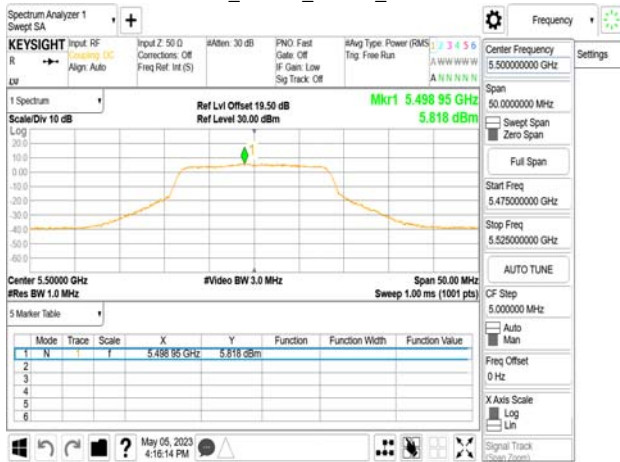 Spectrum Analyzer 1
Swept SA
+
Frequency
KEYSIGHT
Input: RF
Coupling: DC
Align: Auto
Input Z: 50 Ω
Corrections: Off
Freq Ref: Int (S)
#Atten: 30 dB
PNO: Fast
Gate: Off
IF Gain: Low
Sig Track: Off
#Avg Type: Power (RMS
Trig: Free Run
1 2 3 4 5 6
A W W W W W
A N N N N N
R
LVI
Center Frequency
5.500000000 GHz
Settings
Span
50.0000000 MHz
Swept Span
Zero Span
Full Span
Start Freq
5.475000000 GHz
Stop Freq
5.525000000 GHz
AUTO TUNE
CF Step
5.000000 MHz
Auto
Man
Freq Offset
0 Hz
X Axis Scale
Log
Lin
Signal Track
(Span Zoom)
1 Spectrum
Scale/Div 10 dB
Ref Lvl Offset 19.50 dB
Ref Level 30.00 dBm
Mkr1 5.498 95 GHz
5.818 dBm
Log
20.0
10.0
0.00
-10.0
-20.0
-30.0
-40.0
-50.0
-60.0
1
Center 5.50000 GHz
#Res BW 1.0 MHz
#Video BW 3.0 MHz
Span 50.00 MHz
Sweep 1.00 ms (1001 pts)
5 Marker Table
Mode Trace Scale X Y Function Function Width Function Value
1 N 1 f 5.498 95 GHz 5.818 dBm
2
3
4
5
6
?
May 05, 2023
4:16:14 PM